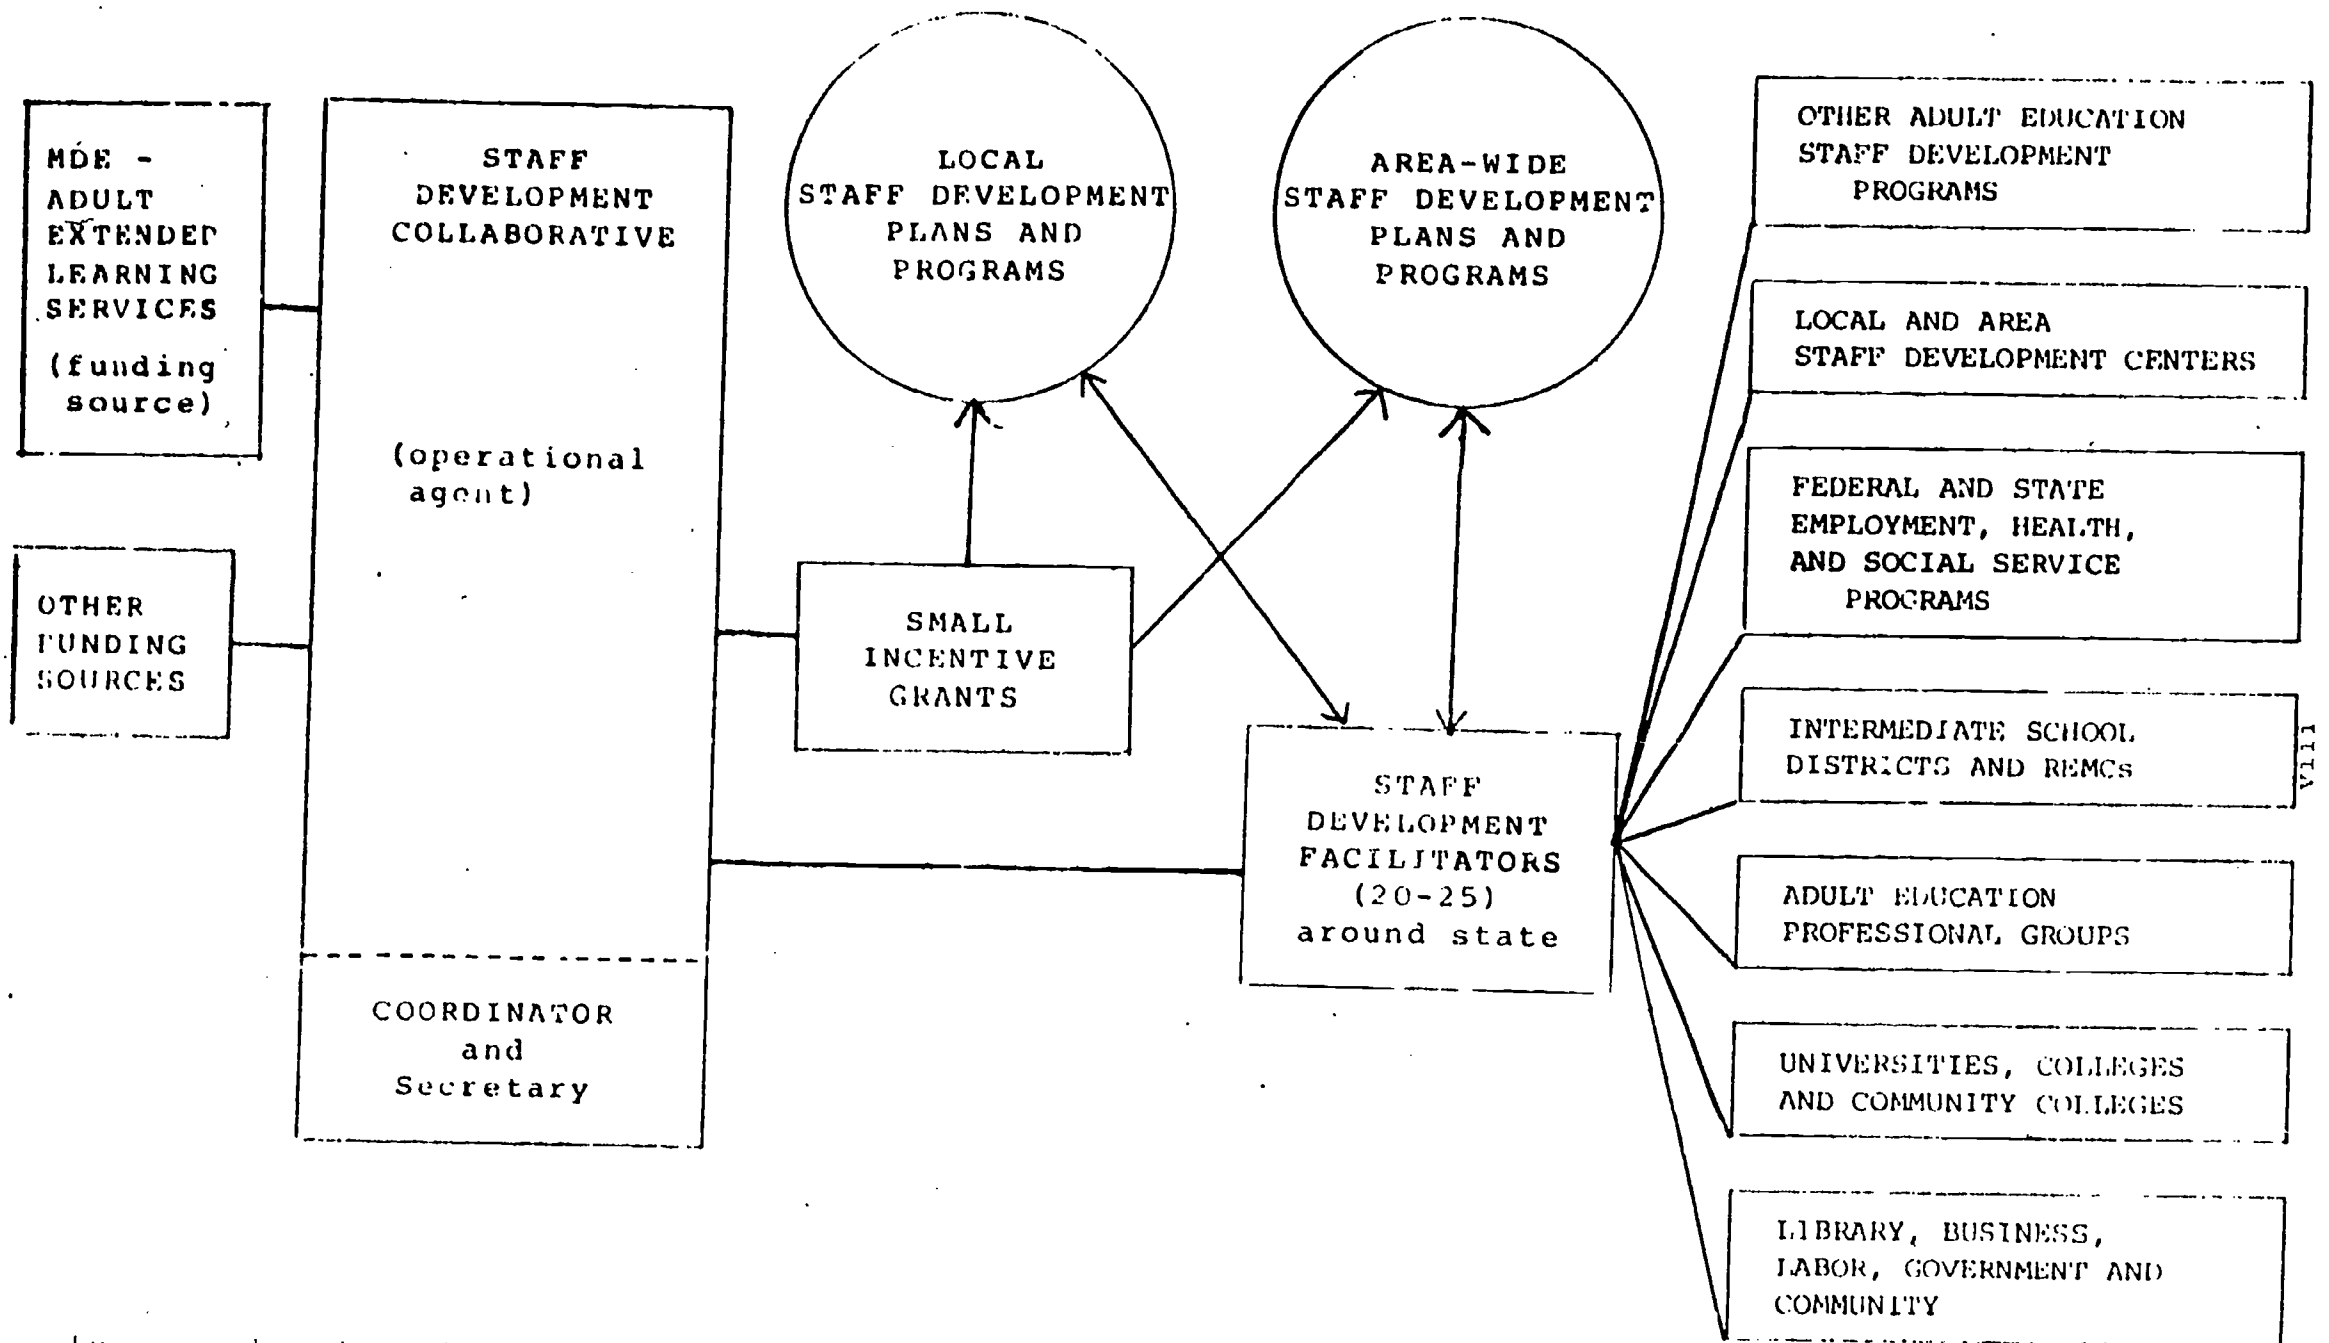 MDE -
ADULT
EXTENDED
LEARNING
SERVICES
(funding
source)
OTHER
FUNDING
SOURCES
STAFF
DEVELOPMENT
COLLABORATIVE
(operational
agent)
COORDINATOR
and
Secretary
LOCAL
STAFF DEVELOPMENT
PLANS AND
PROGRAMS
AREA-WIDE
STAFF DEVELOPMENT
PLANS AND
PROGRAMS
SMALL
INCENTIVE
GRANTS
STAFF
DEVELOPMENT
FACILITATORS
(20-25)
around state
OTHER ADULT EDUCATION
STAFF DEVELOPMENT
PROGRAMS
LOCAL AND AREA
STAFF DEVELOPMENT CENTERS
FEDERAL AND STATE
EMPLOYMENT, HEALTH,
AND SOCIAL SERVICE
PROGRAMS
INTERMEDIATE SCHOOL
DISTRICTS AND REMCs
ADULT EDUCATION
PROFESSIONAL GROUPS
UNIVERSITIES, COLLEGES
AND COMMUNITY COLLEGES
LIBRARY, BUSINESS,
LABOR, GOVERNMENT AND
COMMUNITY
viii